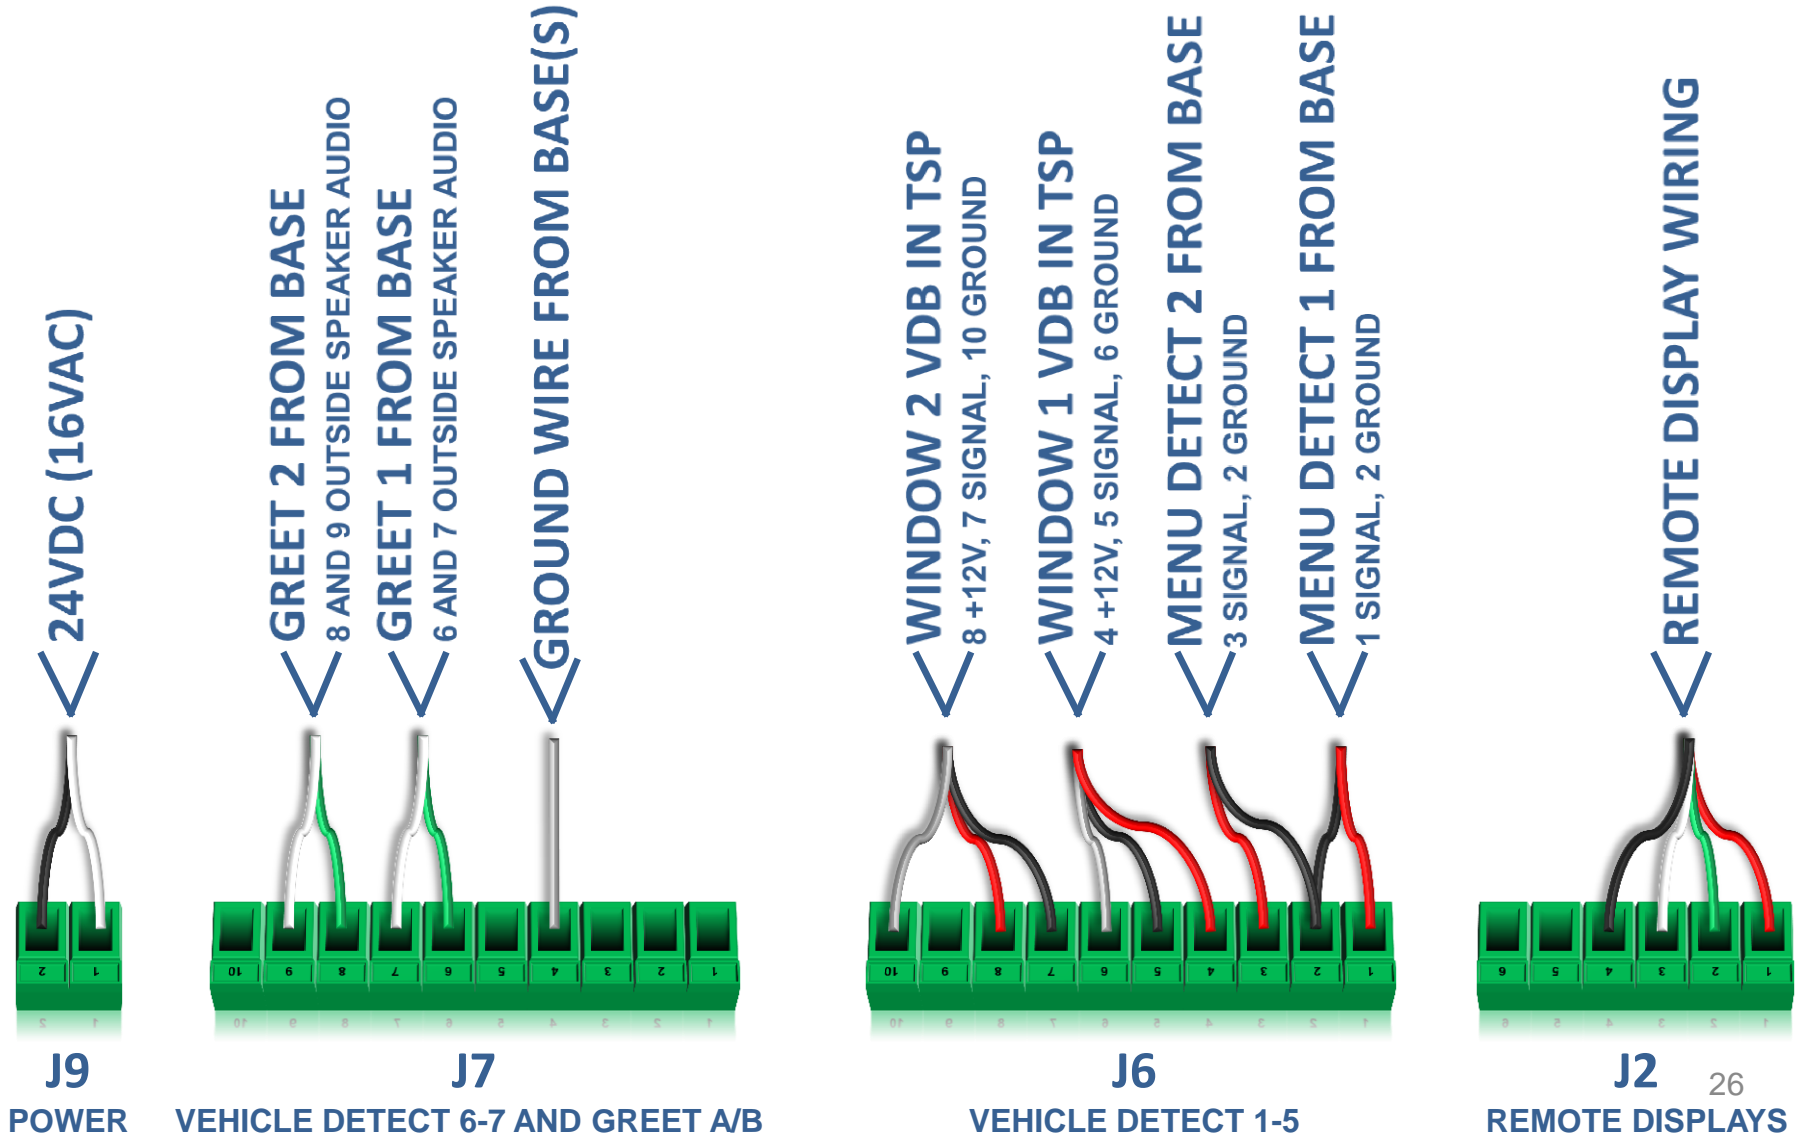 24VDC (16VAC)
GREET 2 FROM BASE
8 AND 9 OUTSIDE SPEAKER AUDIO
GREET 1 FROM BASE
6 AND 7 OUTSIDE SPEAKER AUDIO
GROUND WIRE FROM BASE(S)
WINDOW 2 VDB IN TSP
8 +12V, 7 SIGNAL, 10 GROUND
WINDOW 1 VDB IN TSP
4 +12V, 5 SIGNAL, 6 GROUND
MENU DETECT 2 FROM BASE
3 SIGNAL, 2 GROUND
MENU DETECT 1 FROM BASE
1 SIGNAL, 2 GROUND
REMOTE DISPLAY WIRING
2 1
10 9 8 7 6 5 4 3 2 1
10 9 8 7 6 5 4 3 2 1
6 5 4 3 2 1
J9
POWER
J7
VEHICLE DETECT 6-7 AND GREET A/B
J6
VEHICLE DETECT 1-5
J2
REMOTE DISPLAYS
26